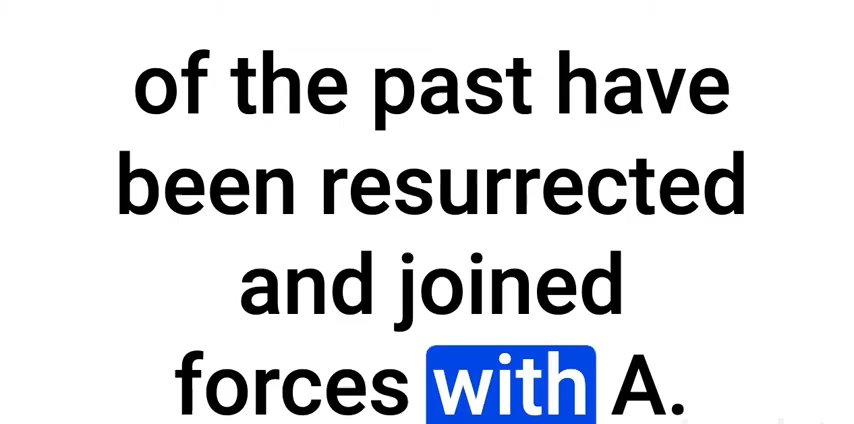 of the past have
been resurrected
and joined
forces with A.